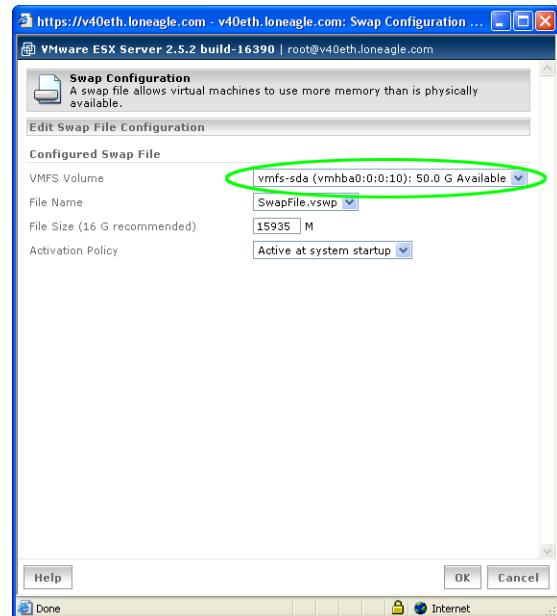 https://v40eth.loneagle.com - v40eth.loneagle.com: Swap Configuration ...
VMware ESX Server 2.5.2 build-16390 | root@v40eth.loneagle.com
Swap Configuration
A swap file allows virtual machines to use more memory than is physically
available.
Edit Swap File Configuration
Configured Swap File
VMFS Volume vmfs-sda (vmhba0:0:0:10): 50.0 G Available
File Name SwapFile.vswp
File Size (16 G recommended) 15935 M
Activation Policy Active at system startup
Help OK Cancel
Done Internet